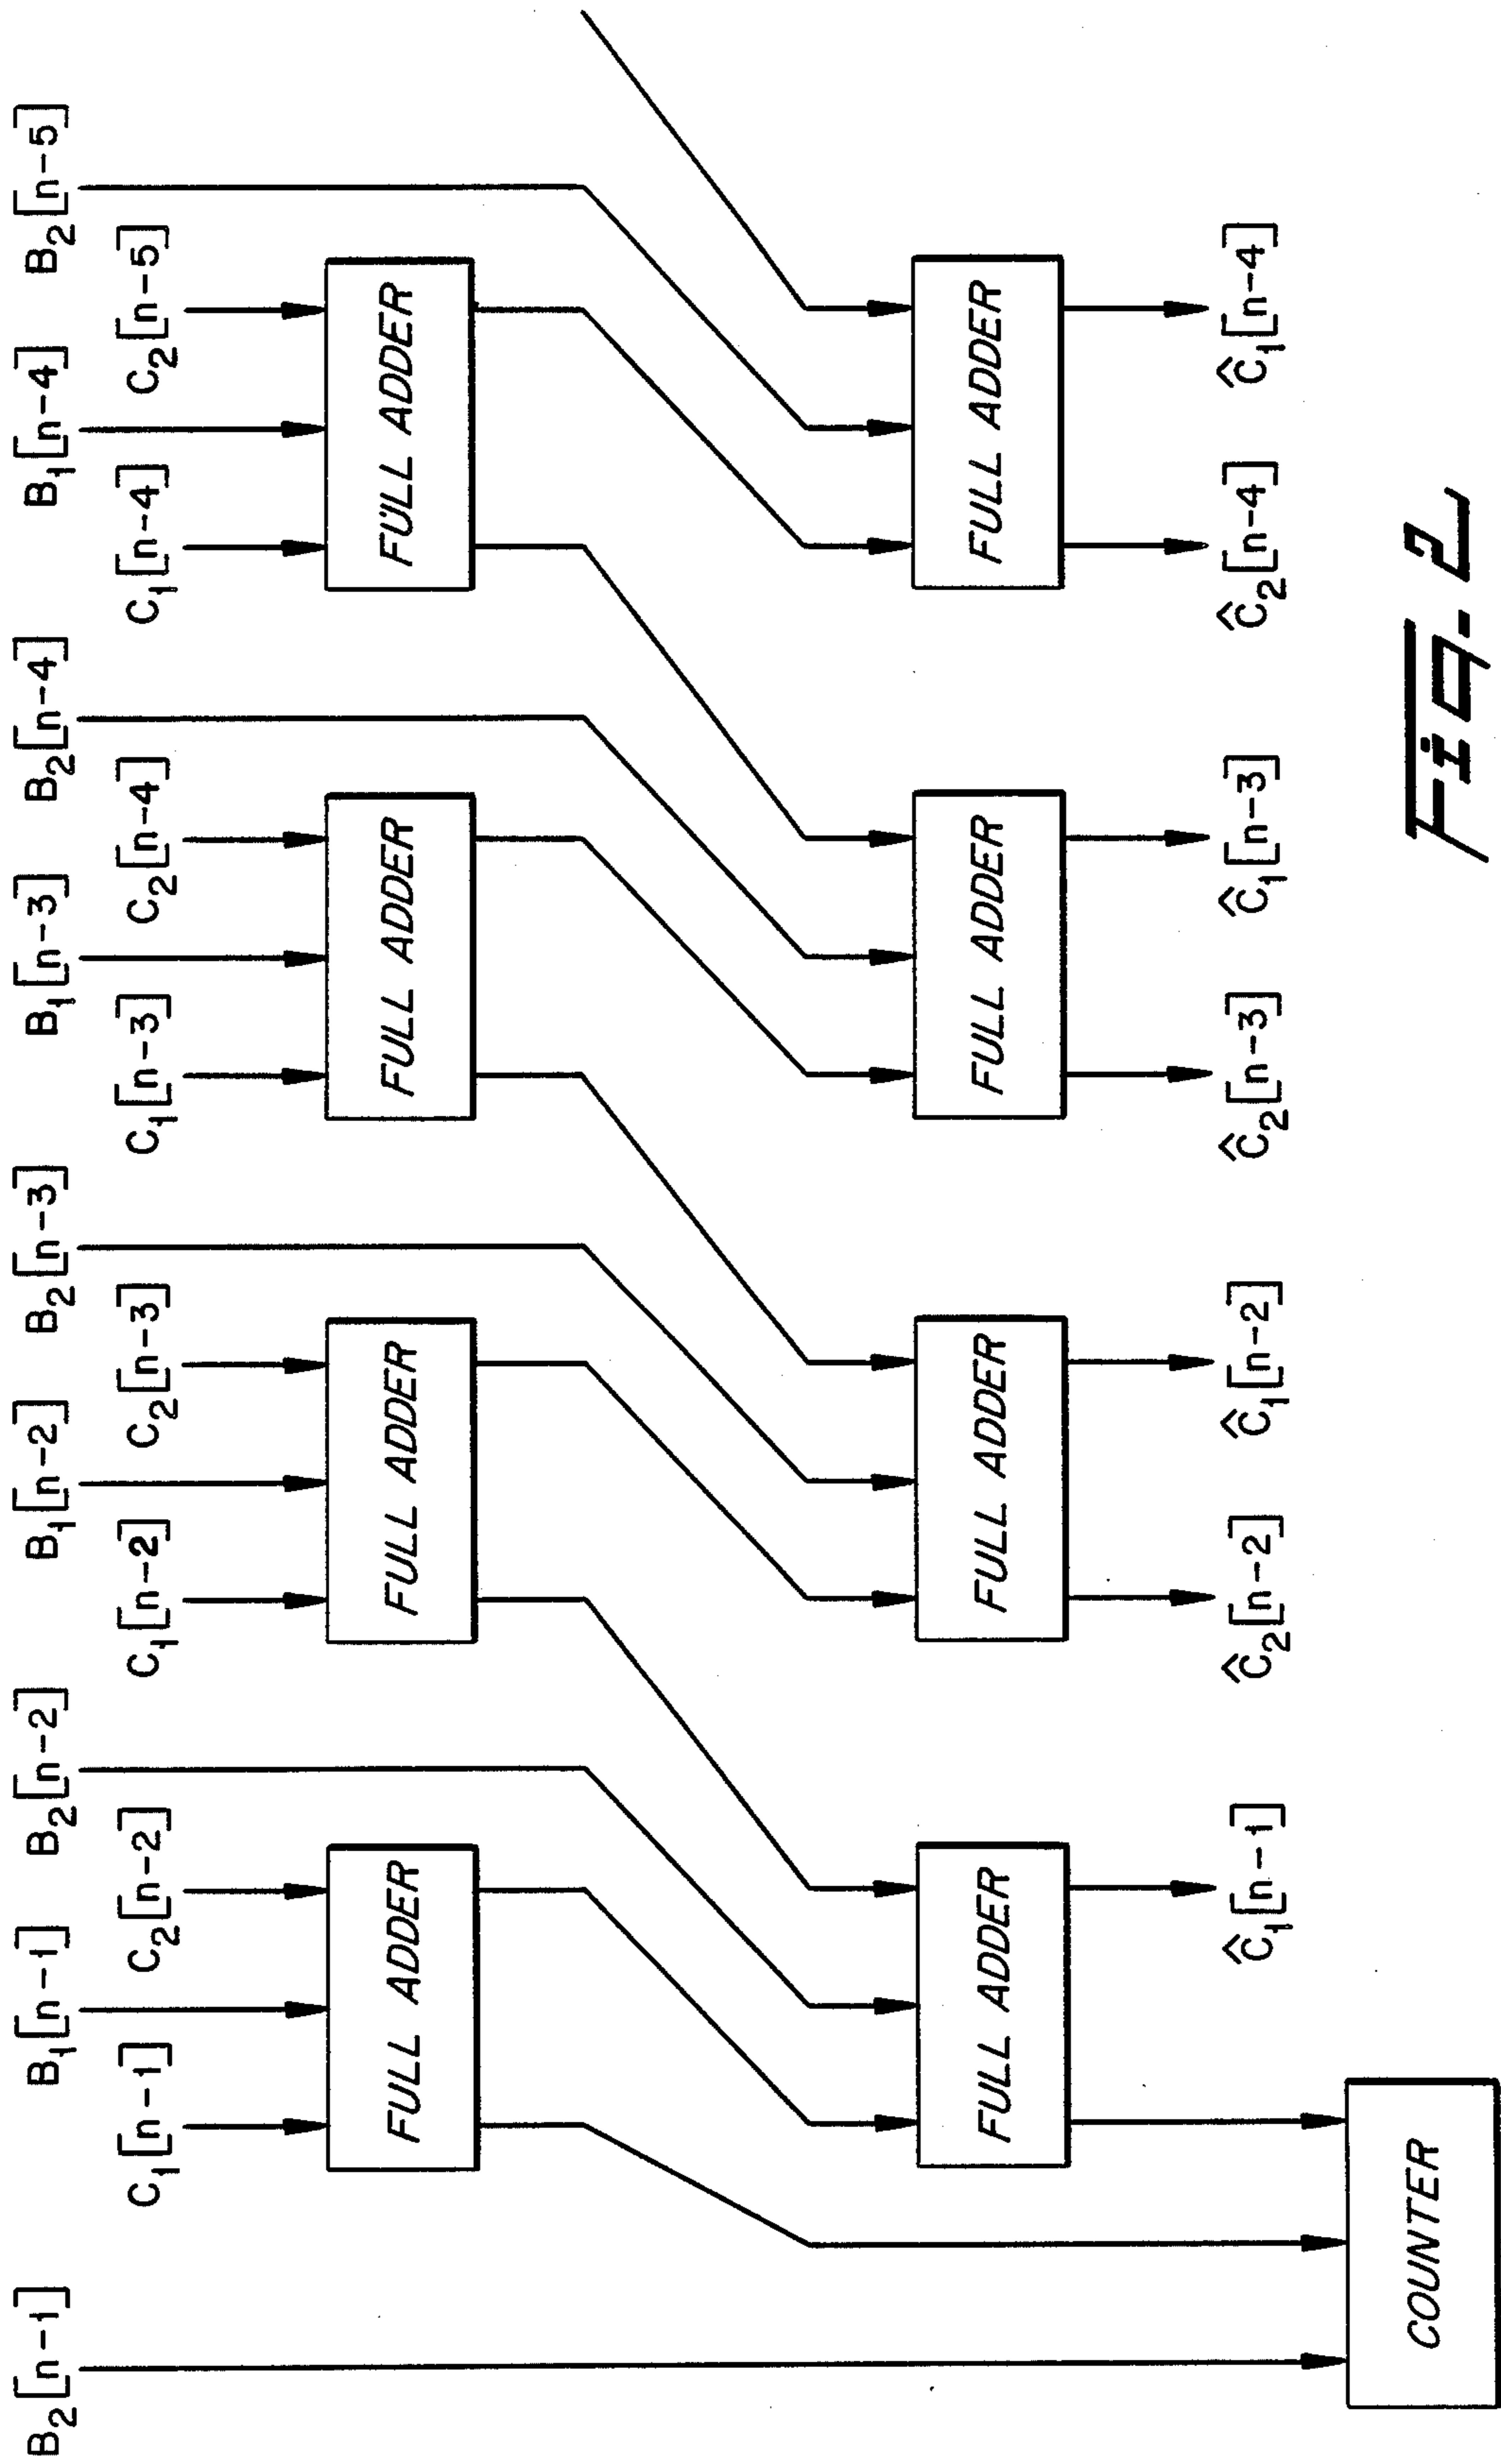 B₂[n-1] B₁[n-1] B₂[n-2] B₁[n-2] B₂[n-3] B₁[n-3] B₂[n-4] B₁[n-4] B₂[n-5]
C₁[n-1] C₂[n-2] C₁[n-2] C₂[n-3] C₁[n-3] C₂[n-4] C₁[n-4] C₂[n-5]
FULL ADDER FULL ADDER FULL ADDER FULL ADDER
FULL ADDER FULL ADDER FULL ADDER FULL ADDER
Ĉ₁[n-1] Ĉ₂[n-2] Ĉ₁[n-2] Ĉ₂[n-3] Ĉ₁[n-3] Ĉ₂[n-4] Ĉ₁[n-4]
COUNTER
Fig. 2